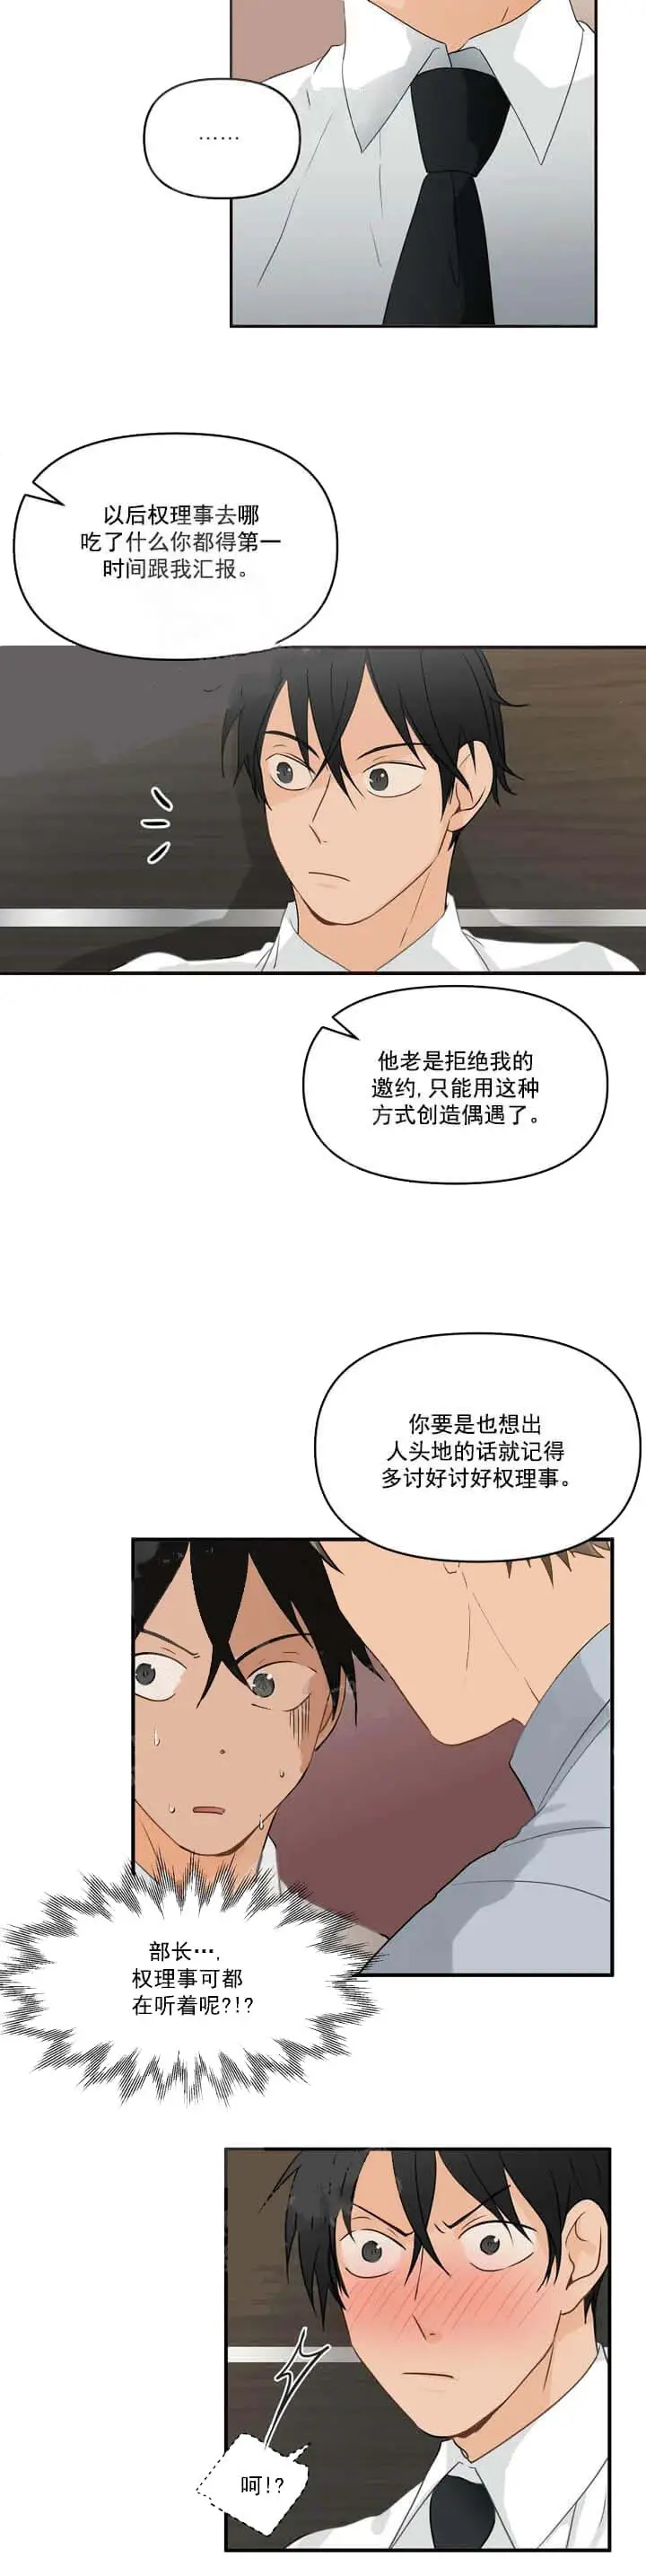 ……
以后权理事去哪
吃了什么你都得第一
时间跟我汇报。
他老是拒绝我的
邀约,只能用这种
方式创造偶遇了。
你要是也想出
人头地的话就记得
多讨好讨好权理事。
部长…,
权理事可都
在听着呢?!?
呵!?